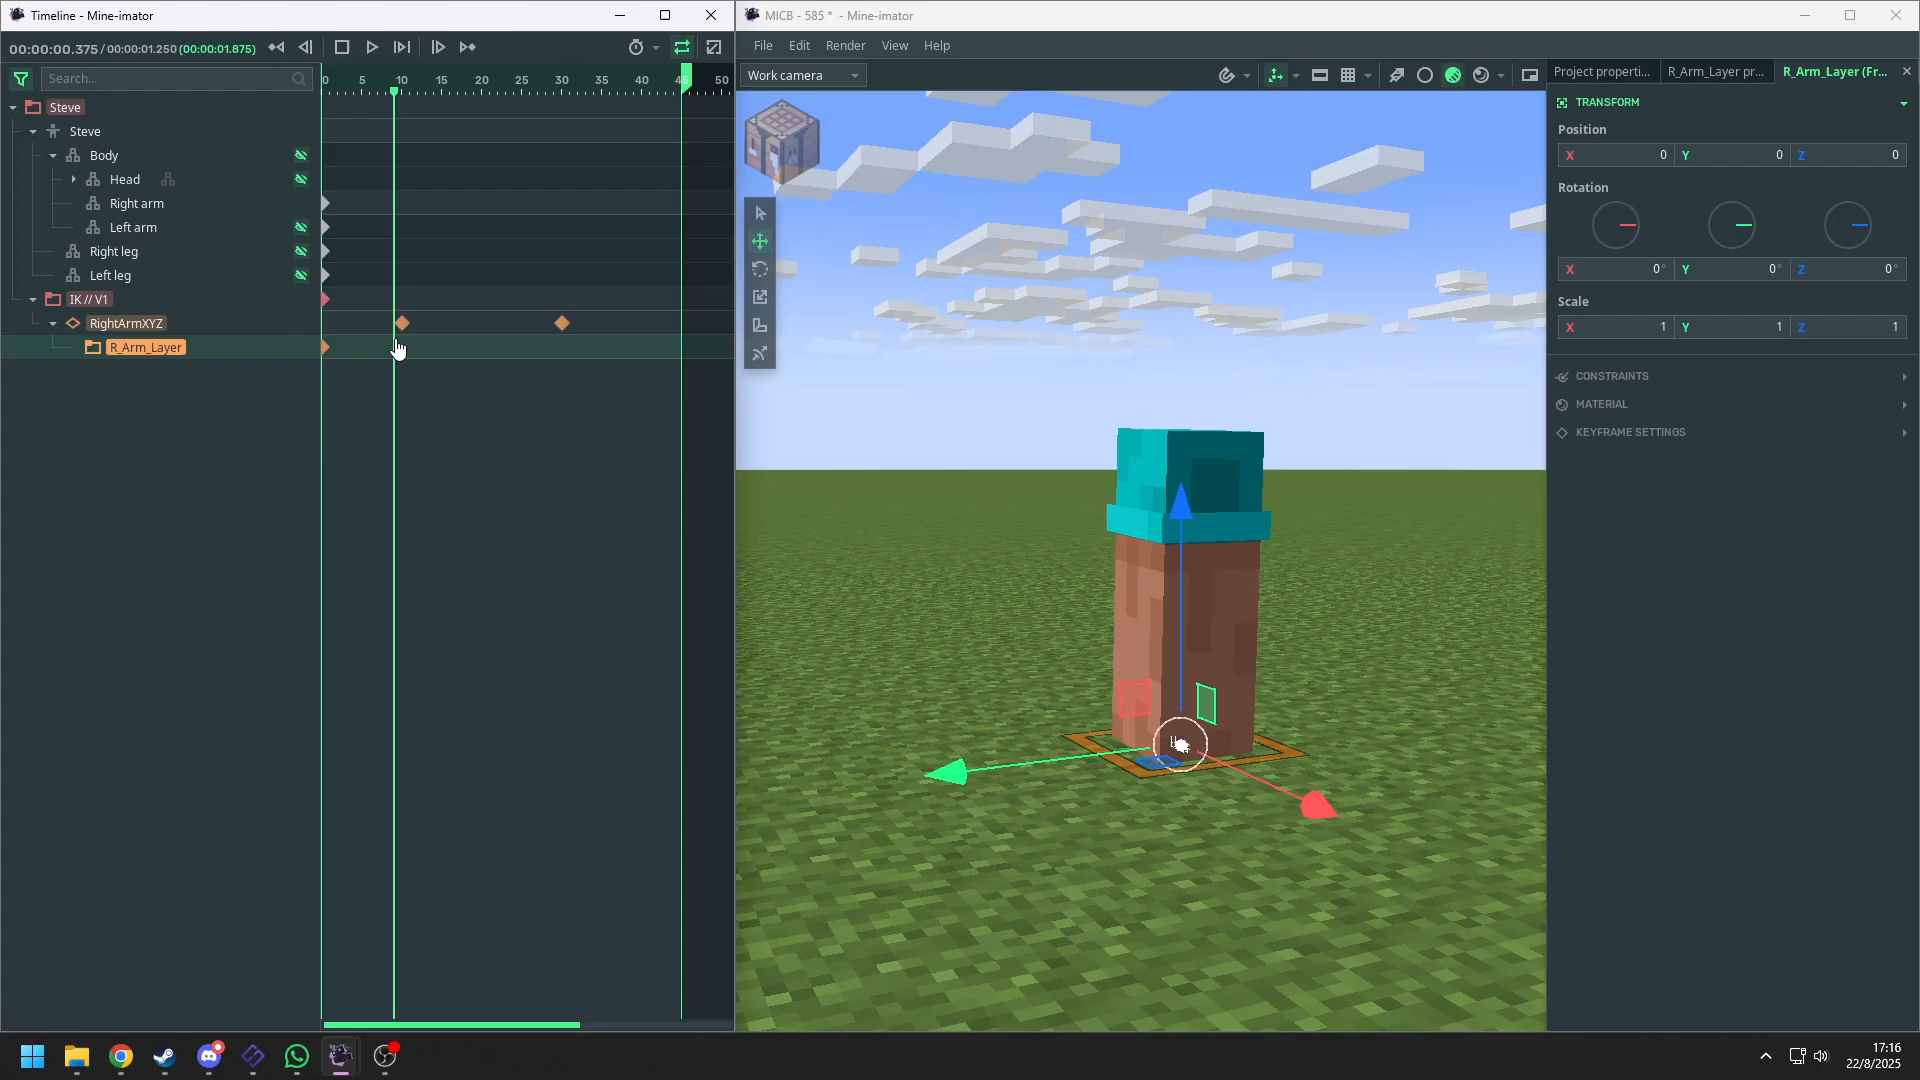 Timeline - Mine-imator
MICB - 585 * - Mine-imator
00:00:00.375 / 00:00:01.250 (00:00:01.875)
File Edit Render View Help
Search...
0 5 10 15 20 25 30 35 40 45 50
Work camera
Project properti... R_Arm_Layer pr... R_Arm_Layer (Fr...
Steve
Steve
Body
Head
Right arm
Left arm
Right leg
Left leg
IK // V1
RightArmXYZ
R_Arm_Layer
TRANSFORM
Position
X 0 Y 0 Z 0
Rotation
X 0° Y 0° Z 0°
Scale
X 1 Y 1 Z 1
CONSTRAINTS
MATERIAL
KEYFRAME SETTINGS
17:16
22/8/2025